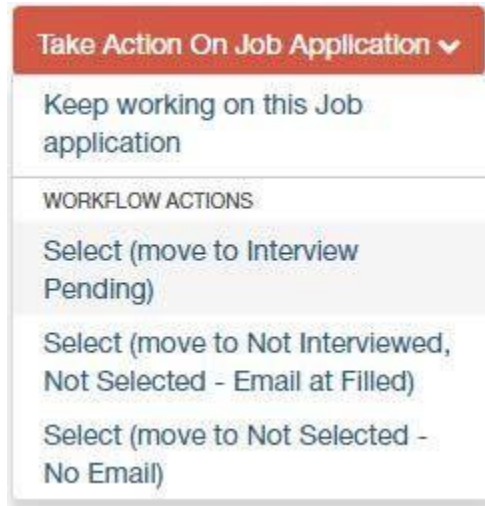 Take Action On Job Application
Keep working on this Job
application
WORKFLOW ACTIONS
Select (move to Interview
Pending)
Select (move to Not Interviewed,
Not Selected - Email at Filled)
Select (move to Not Selected -
No Email)